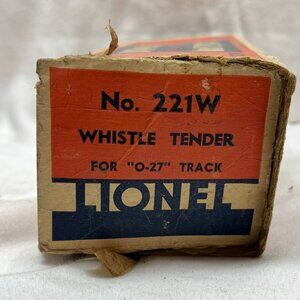 No. 221W
WHISTLE TENDER
FOR "O-27" TRACK
LIONEL